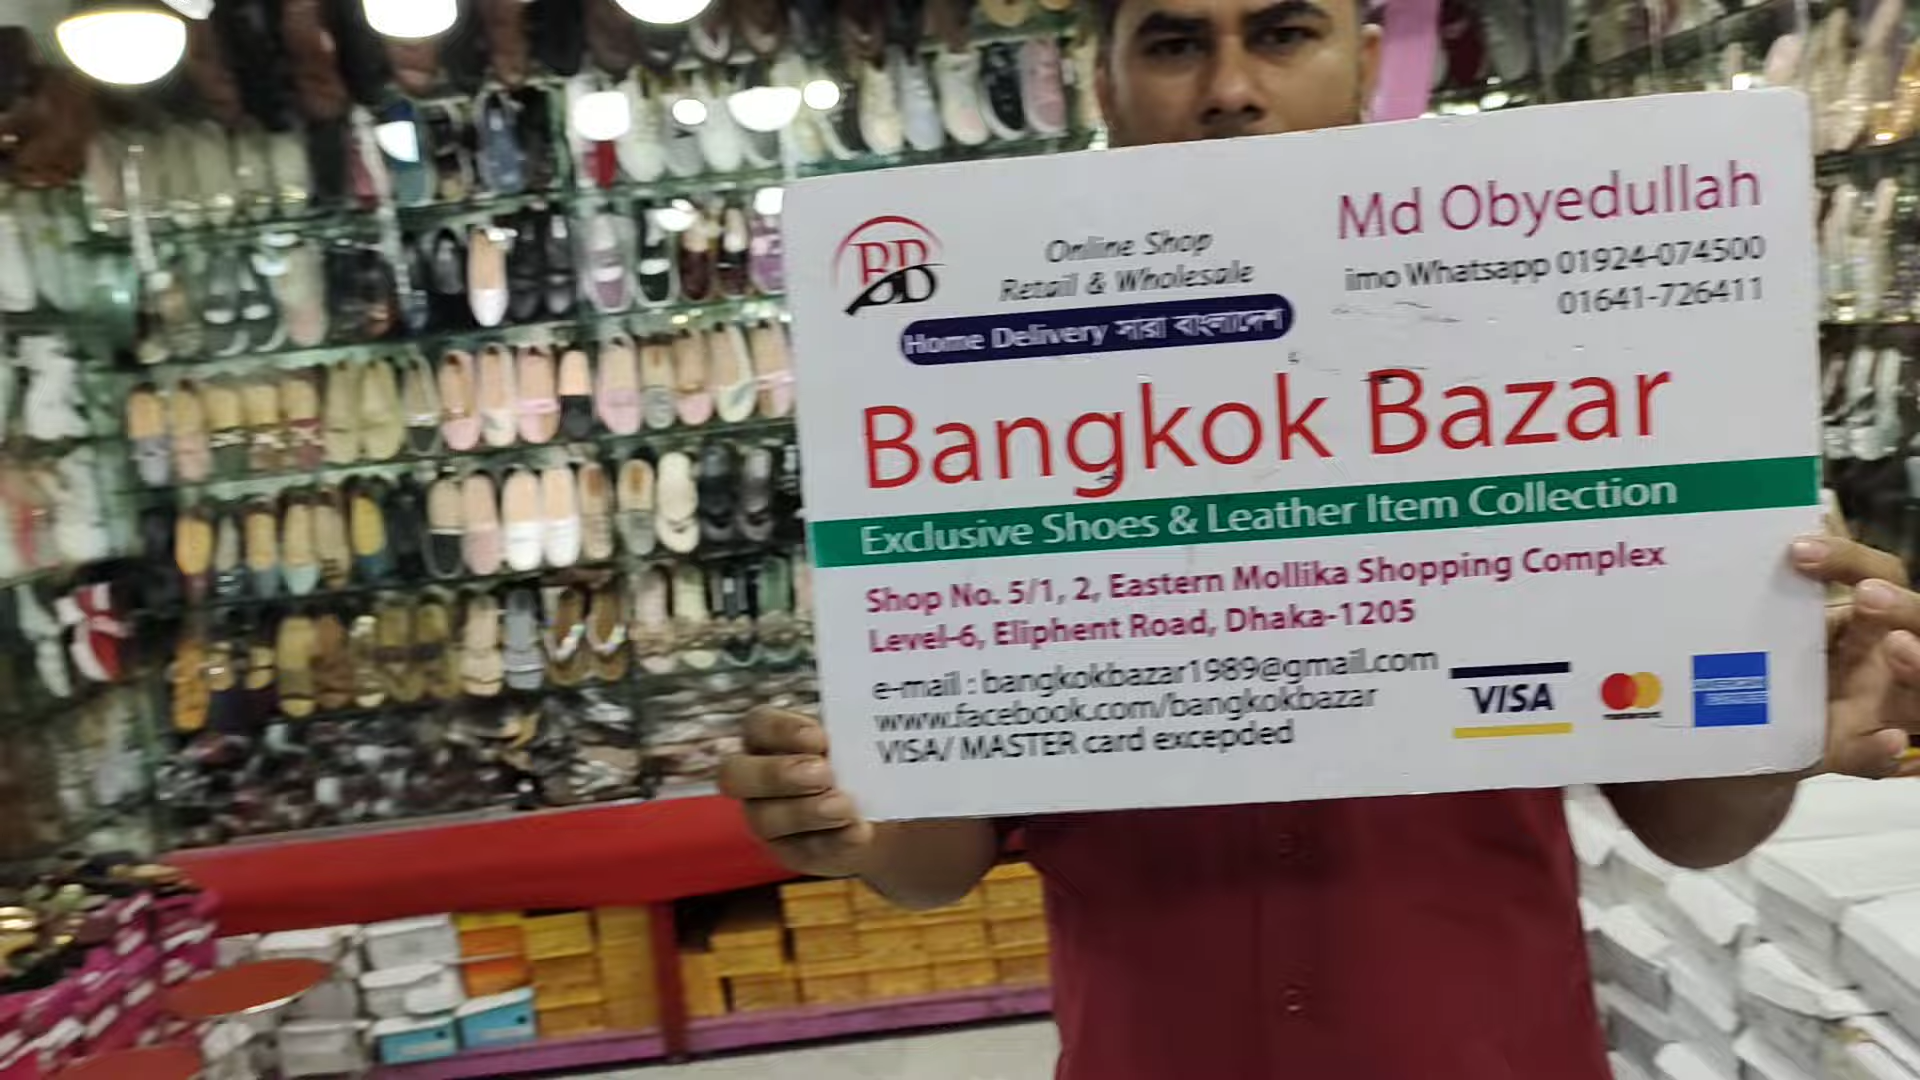 BB
Online Shop
Retail & Wholesale
Home Delivery সারা বাংলাদেশ
Md Obyedullah
imo Whatsapp 01924-074500
01641-726411
Bangkok Bazar
Exclusive Shoes & Leather Item Collection
Shop No. 5/1, 2, Eastern Mollika Shopping Complex
Level-6, Eliphent Road, Dhaka-1205
e-mail : bangkokbazar1989@gmail.com
www.facebook.com/bangkokbazar
VISA/ MASTER card excepded
VISA
AMERICAN EXPRESS